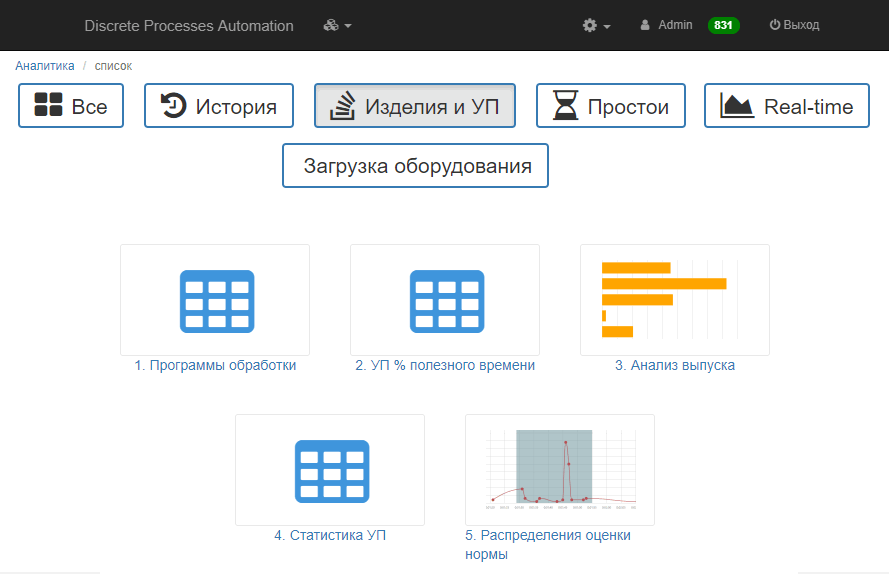 Discrete Processes Automation Admin 831 Выход
Аналитика / список
Все История Изделия и УП Простои Real-time
Загрузка оборудования
1. Программы обработки 2. УП % полезного времени 3. Анализ выпуска
4. Статистика УП 5. Распределения оценки
нормы